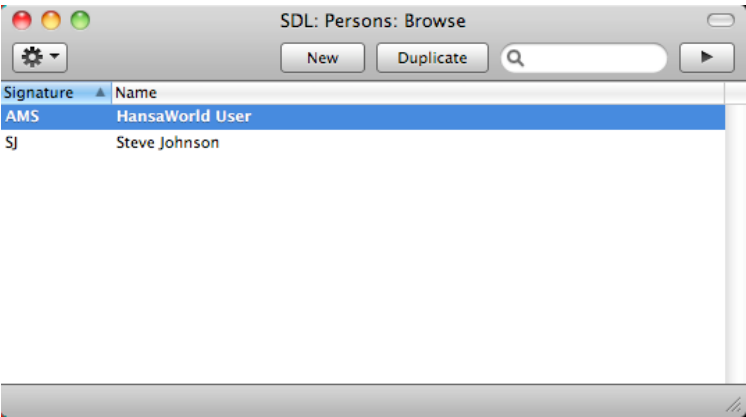 SDL: Persons: Browse
New Duplicate
Signature Name
AMS HansaWorld User
SJ Steve Johnson